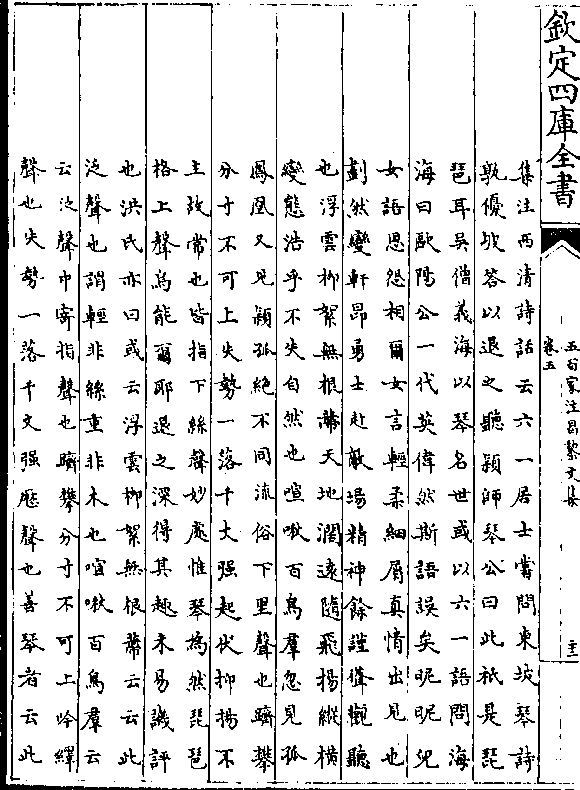 欽定四庫全書
五百家注昌黎文集
卷五
集注西清詩話云六一居士嘗問東坡琴詩
孰優坡答以退之聽穎師琴公曰此祇是琵
琶耳吳僧義海以琴名世或以六一語問海
海曰歐陽公一代英偉然斯語誤矣昵昵兒
女語恩怨相爾女言輕柔細屑真情出見也
劃然變軒昂勇士赴敵場精神餘謹聳觀聽
也浮雲柳絮無根蔕天地濶遠隨飛揚縱横
變態浩乎不失自然也喧啾百鳥羣忽見孤
鳳凰又見穎孤絶不同流俗下里聲也躋攀
分寸不可上失勢一落千丈强起伏抑揚不
主故常也皆指下絲聲妙處惟琴為然琵琶
格上聲烏能爾耶退之深得其趣未易譏評
也洪氏亦曰或云浮雲柳絮無根蔕云云此
泛聲也謂輕非絲重非木也喧啾百鳥羣云
云泛聲中寄指聲也躋攀分寸不可上吟繹
聲也失勢一落千丈强歴聲也善琴者云此